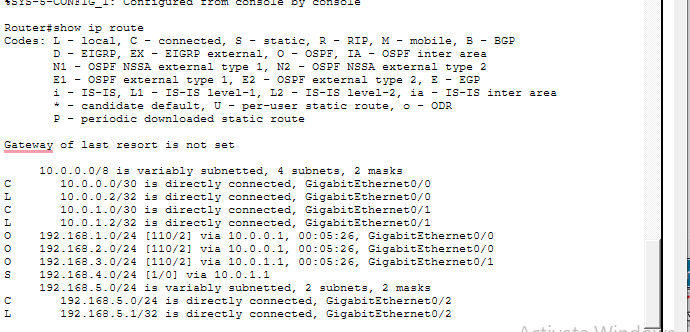 %SYS-5-CONFIG_I: Configured from console by console
Router#show ip route
Codes: L - local, C - connected, S - static, R - RIP, M - mobile, B - BGP
D - EIGRP, EX - EIGRP external, O - OSPF, IA - OSPF inter area
N1 - OSPF NSSA external type 1, N2 - OSPF NSSA external type 2
E1 - OSPF external type 1, E2 - OSPF external type 2, E - EGP
i - IS-IS, L1 - IS-IS level-1, L2 - IS-IS level-2, ia - IS-IS inter area
* - candidate default, U - per-user static route, o - ODR
P - periodic downloaded static route
Gateway of last resort is not set
10.0.0.0/8 is variably subnetted, 4 subnets, 2 masks
C 10.0.0.0/30 is directly connected, GigabitEthernet0/0
L 10.0.0.2/32 is directly connected, GigabitEthernet0/0
C 10.0.1.0/30 is directly connected, GigabitEthernet0/1
L 10.0.1.2/32 is directly connected, GigabitEthernet0/1
O 192.168.1.0/24 [110/2] via 10.0.0.1, 00:05:26, GigabitEthernet0/0
O 192.168.2.0/24 [110/2] via 10.0.0.1, 00:05:26, GigabitEthernet0/0
O 192.168.3.0/24 [110/2] via 10.0.1.1, 00:05:26, GigabitEthernet0/1
S 192.168.4.0/24 [1/0] via 10.0.1.1
192.168.5.0/24 is variably subnetted, 2 subnets, 2 masks
C 192.168.5.0/24 is directly connected, GigabitEthernet0/2
L 192.168.5.1/32 is directly connected, GigabitEthernet0/2
Activate Windows